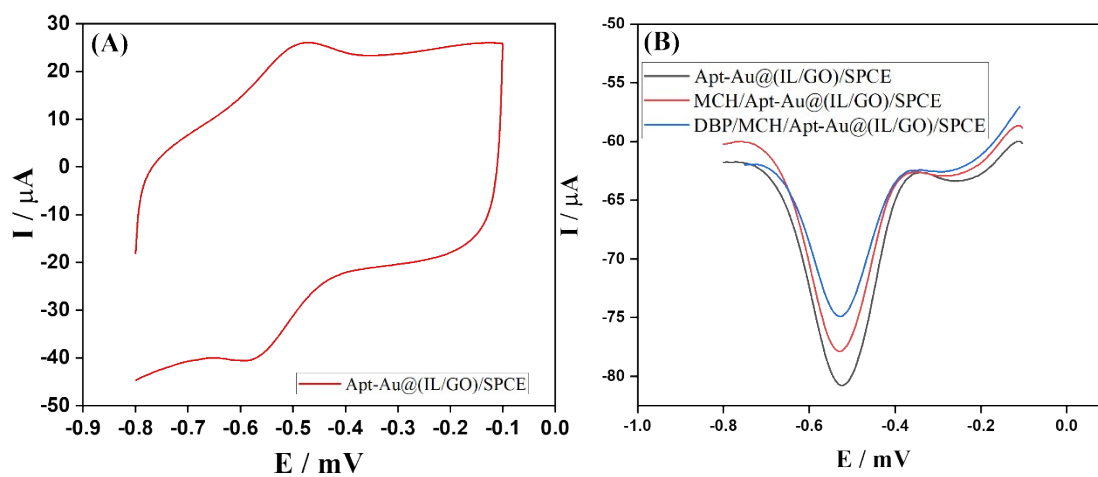 (A)
30
20
10
0
-10
-20
-30
-40
-50
I / μA
-0.9 -0.8 -0.7 -0.6 -0.5 -0.4 -0.3 -0.2 -0.1 0.0
E / mV
Apt-Au@(IL/GO)/SPCE
(B)
-50
-55
-60
-65
-70
-75
-80
I / μA
-1.0 -0.8 -0.6 -0.4 -0.2 0.0
E / mV
Apt-Au@(IL/GO)/SPCE
MCH/Apt-Au@(IL/GO)/SPCE
DBP/MCH/Apt-Au@(IL/GO)/SPCE